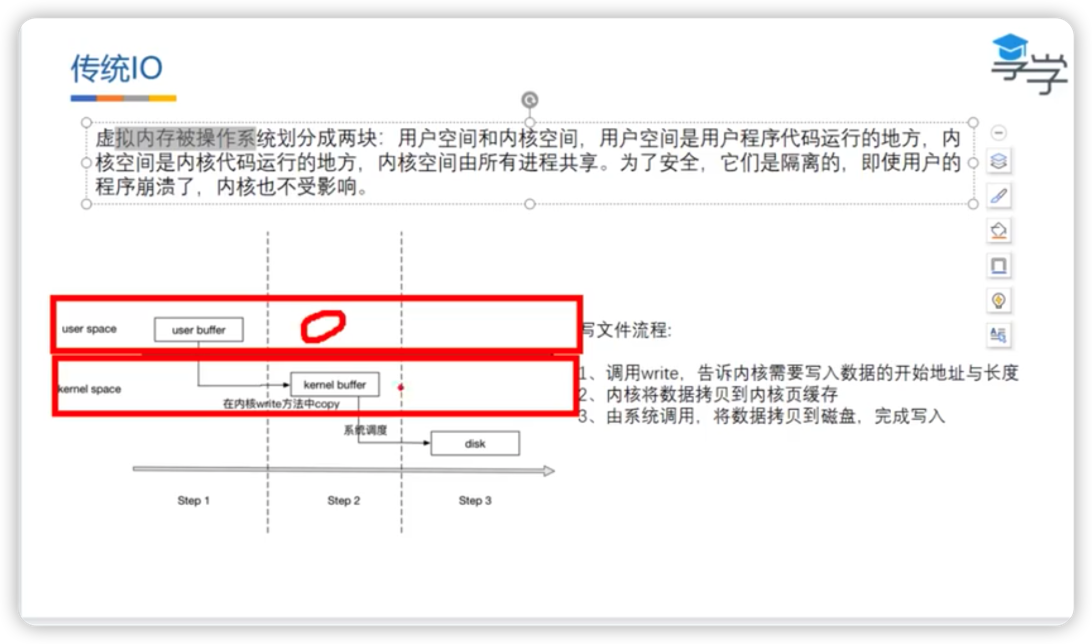 传统IO
享学
虚拟内存被操作系统划分成两块：用户空间和内核空间，用户空间是用户程序代码运行的地方，内
核空间是内核代码运行的地方，内核空间由所有进程共享。为了安全，它们是隔离的，即使用户的
程序崩溃了，内核也不受影响。
user space
user buffer
写文件流程:
kernel space
kernel buffer
1、调用write，告诉内核需要写入数据的开始地址与长度
2、内核将数据拷贝到内核页缓存
在内核write方法中copy
3、由系统调用，将数据拷贝到磁盘，完成写入
系统调度
disk
Step 1
Step 2
Step 3